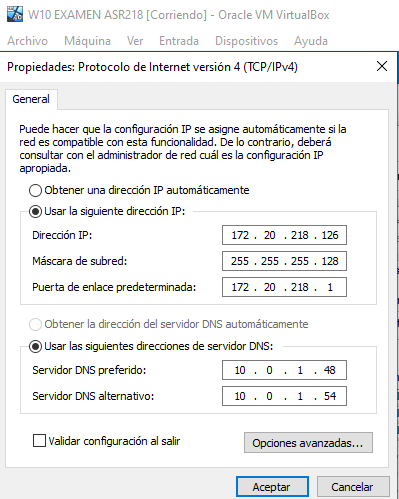 W10 EXAMEN ASR218 [Corriendo] - Oracle VM VirtualBox
Archivo Máquina Ver Entrada Dispositivos Ayuda
Propiedades: Protocolo de Internet versión 4 (TCP/IPv4)
General
Puede hacer que la configuración IP se asigne automáticamente si la
red es compatible con esta funcionalidad. De lo contrario, deberá
consultar con el administrador de red cuál es la configuración IP
apropiada.
Obtener una dirección IP automáticamente
Usar la siguiente dirección IP:
Dirección IP: 172 . 20 . 218 . 126
Máscara de subred: 255 . 255 . 255 . 128
Puerta de enlace predeterminada: 172 . 20 . 218 . 1
Obtener la dirección del servidor DNS automáticamente
Usar las siguientes direcciones de servidor DNS:
Servidor DNS preferido: 10 . 0 . 1 . 48
Servidor DNS alternativo: 10 . 0 . 1 . 54
Validar configuración al salir
Opciones avanzadas...
Aceptar Cancelar